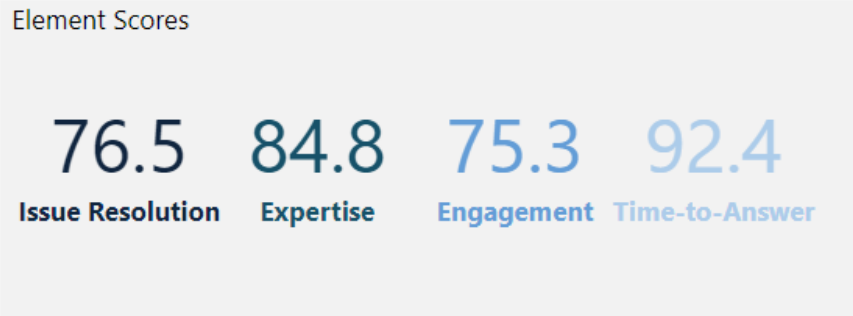 Element Scores
76.5 84.8 75.3 92.4
Issue Resolution Expertise Engagement Time-to-Answer